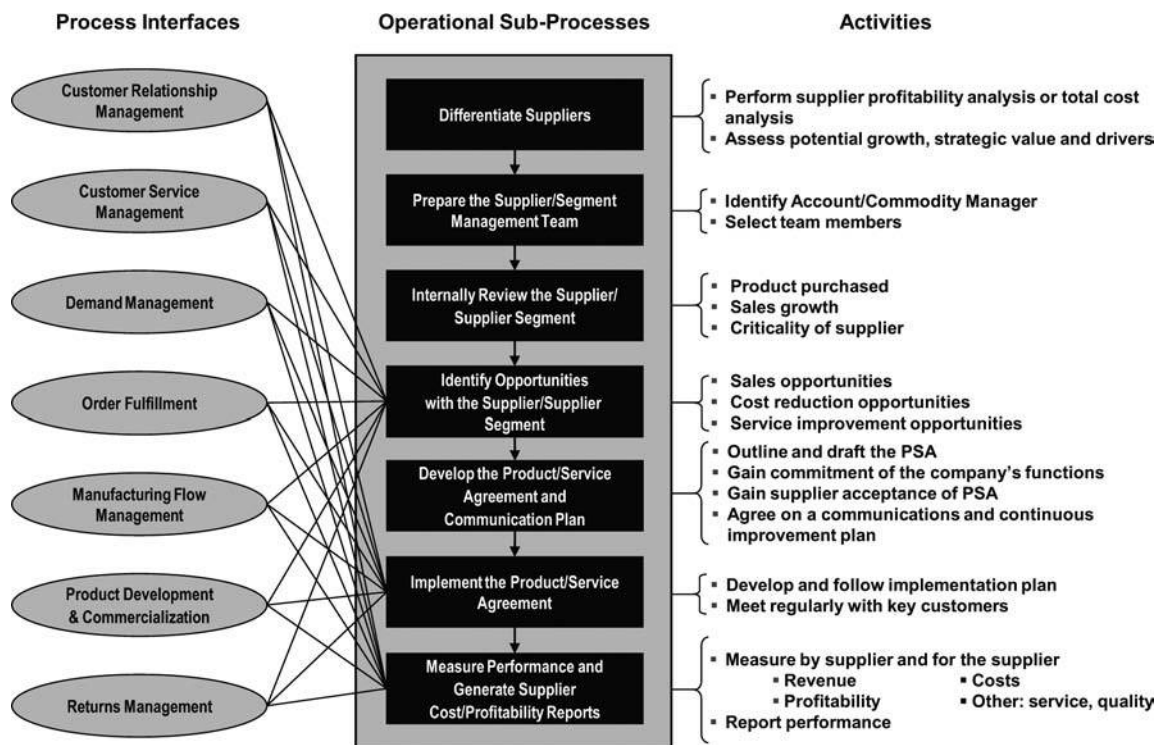 Process Interfaces
Operational Sub-Processes
Activities
Customer Relationship
Management
Customer Service
Management
Demand Management
Order Fulfillment
Manufacturing Flow
Management
Product Development
& Commercialization
Returns Management
Differentiate Suppliers
Prepare the Supplier/Segment
Management Team
Internally Review the Supplier/
Supplier Segment
Identify Opportunities
with the Supplier/Supplier
Segment
Develop the Product/Service
Agreement and
Communication Plan
Implement the Product/Service
Agreement
Measure Performance and
Generate Supplier
Cost/Profitability Reports
▪ Perform supplier profitability analysis or total cost
analysis
▪ Assess potential growth, strategic value and drivers
▪ Identify Account/Commodity Manager
▪ Select team members
▪ Product purchased
▪ Sales growth
▪ Criticality of supplier
▪ Sales opportunities
▪ Cost reduction opportunities
▪ Service improvement opportunities
▪ Outline and draft the PSA
▪ Gain commitment of the company's functions
▪ Gain supplier acceptance of PSA
▪ Agree on a communications and continuous
improvement plan
▪ Develop and follow implementation plan
▪ Meet regularly with key customers
▪ Measure by supplier and for the supplier
▪ Revenue ▪ Costs
▪ Profitability ▪ Other: service, quality
▪ Report performance